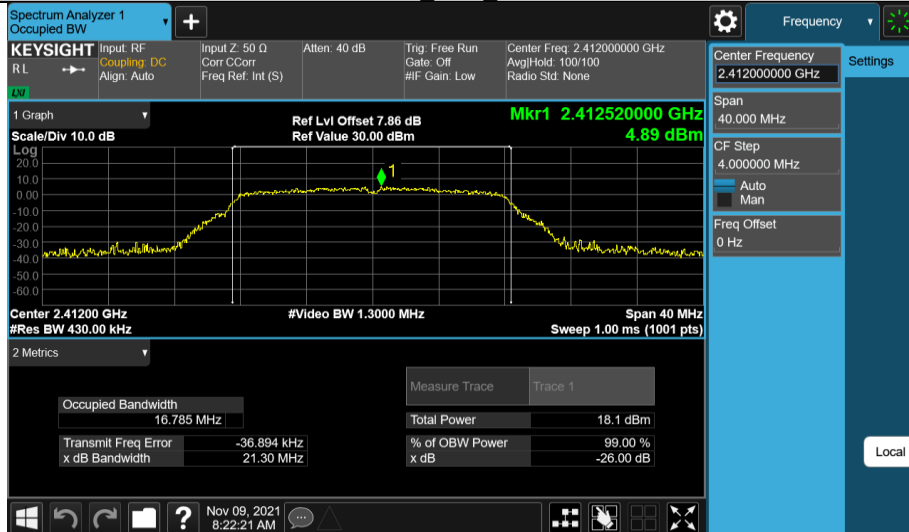 Spectrum Analyzer 1
Occupied BW
Frequency
KEYSIGHT
RL
LXI
Input: RF
Coupling: DC
Align: Auto
Input Z: 50 Ω
Corr CCorr
Freq Ref: Int (S)
Atten: 40 dB
Trig: Free Run
Gate: Off
#IF Gain: Low
Center Freq: 2.412000000 GHz
Avg|Hold: 100/100
Radio Std: None
Center Frequency
2.412000000 GHz
Settings
Span
40.000 MHz
CF Step
4.000000 MHz
Auto
Man
Freq Offset
0 Hz
1 Graph
Scale/Div 10.0 dB
Ref Lvl Offset 7.86 dB
Ref Value 30.00 dBm
Mkr1 2.412520000 GHz
4.89 dBm
Log
20.0
10.0
0.00
-10.0
-20.0
-30.0
-40.0
-50.0
-60.0
1
Center 2.41200 GHz
#Video BW 1.3000 MHz
Span 40 MHz
#Res BW 430.00 kHz
Sweep 1.00 ms (1001 pts)
2 Metrics
Measure Trace
Trace 1
Occupied Bandwidth
16.785 MHz
Total Power
18.1 dBm
Transmit Freq Error
-36.894 kHz
% of OBW Power
99.00 %
x dB Bandwidth
21.30 MHz
x dB
-26.00 dB
Local
?
Nov 09, 2021
8:22:21 AM